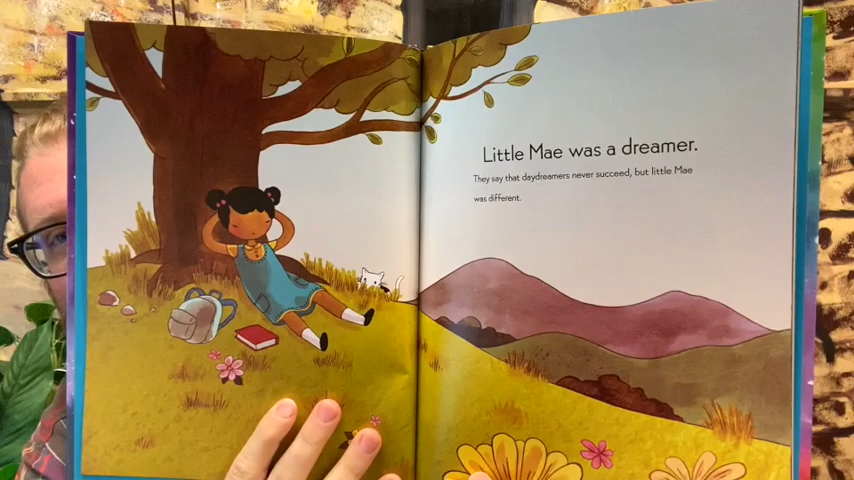 Little Mae was a dreamer.
They say that daydreamers never succeed, but little Mae
was different.